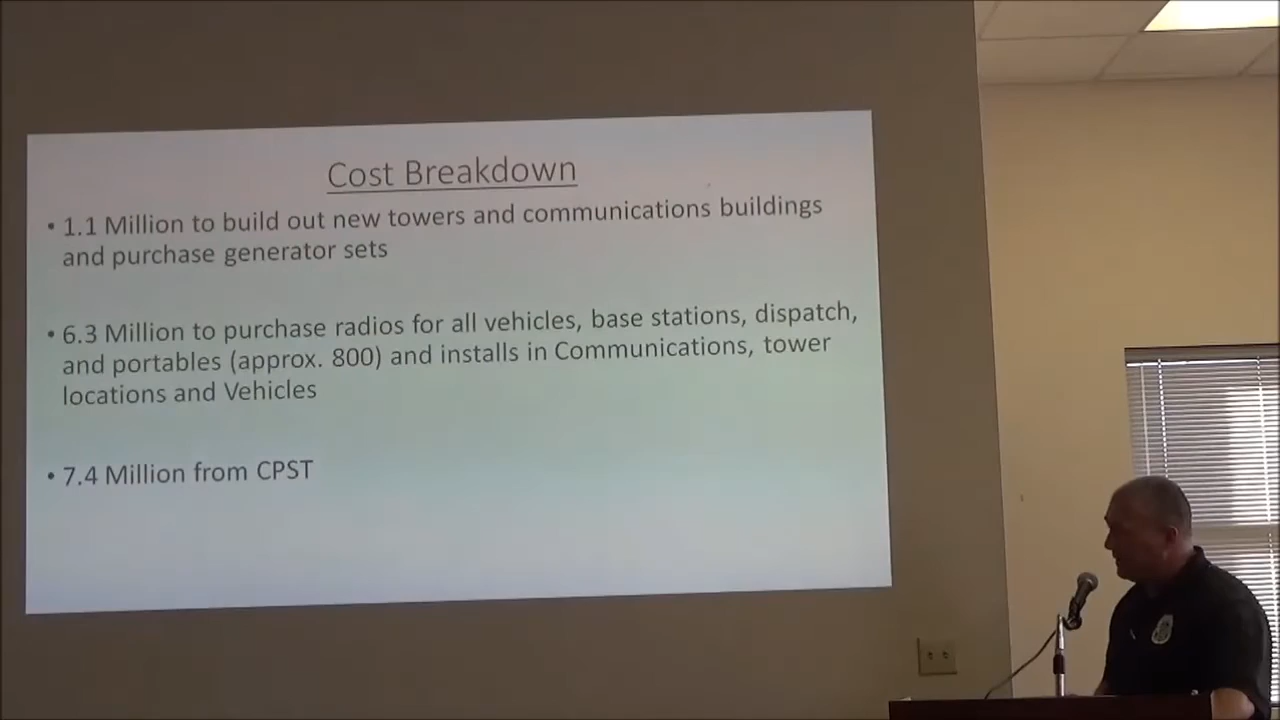 Cost Breakdown
• 1.1 Million to build out new towers and communications buildings
and purchase generator sets
• 6.3 Million to purchase radios for all vehicles, base stations, dispatch,
and portables (approx. 800) and installs in Communications, tower
locations and Vehicles
• 7.4 Million from CPST